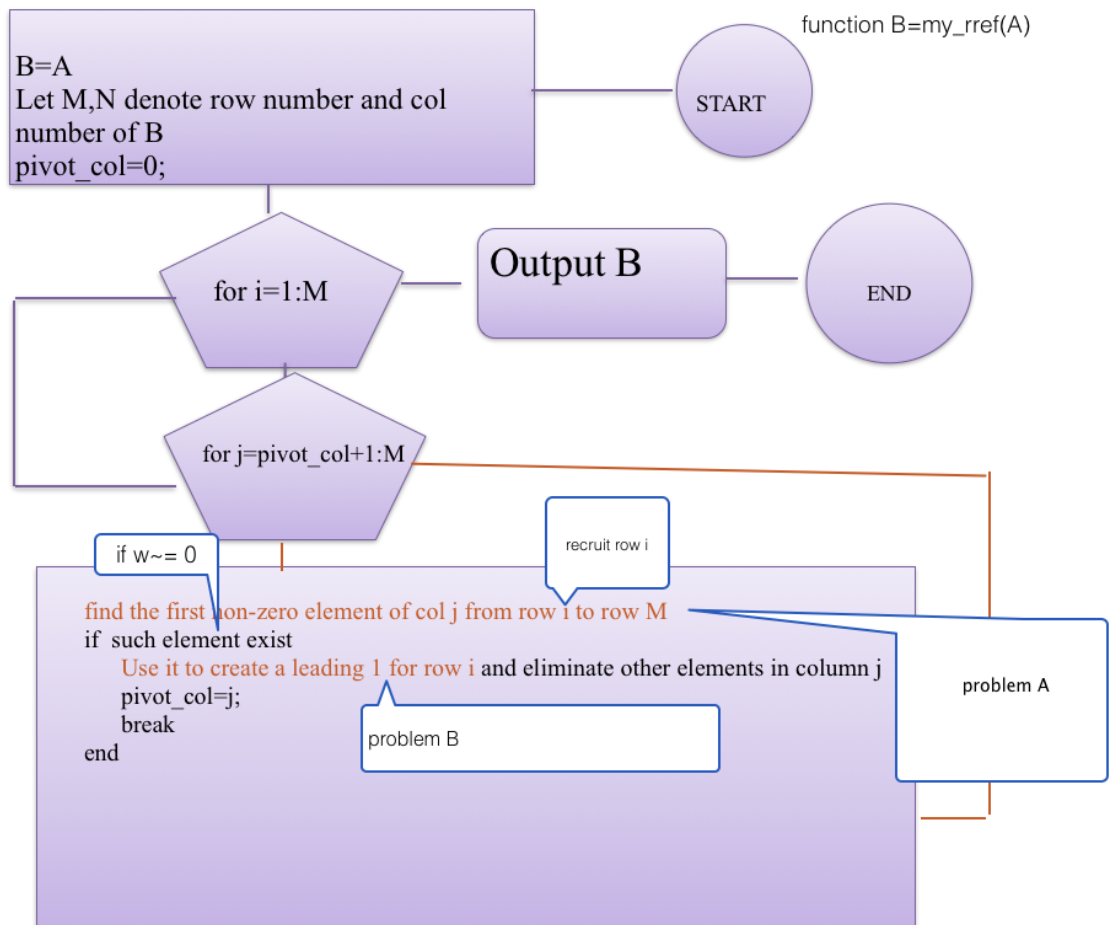 function B=my_rref(A)
B=A
Let M,N denote row number and col
number of B
pivot_col=0;
START
for i=1:M
Output B
END
for j=pivot_col+1:M
if w~= 0
recruit row i
find the first non-zero element of col j from row i to row M
if such element exist
Use it to create a leading 1 for row i and eliminate other elements in column j
pivot_col=j;
break
end
problem A
problem B